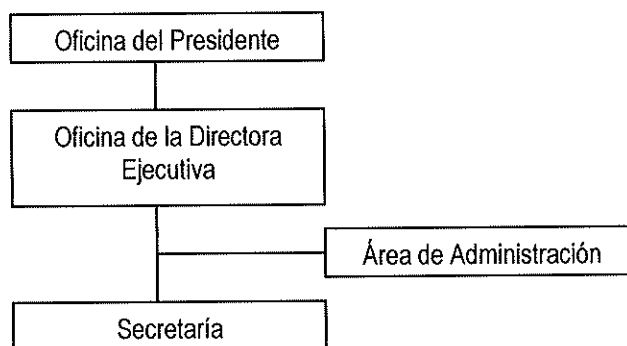 Oficina del Presidente
Oficina de la Directora
Ejecutiva
Área de Administración
Secretaría